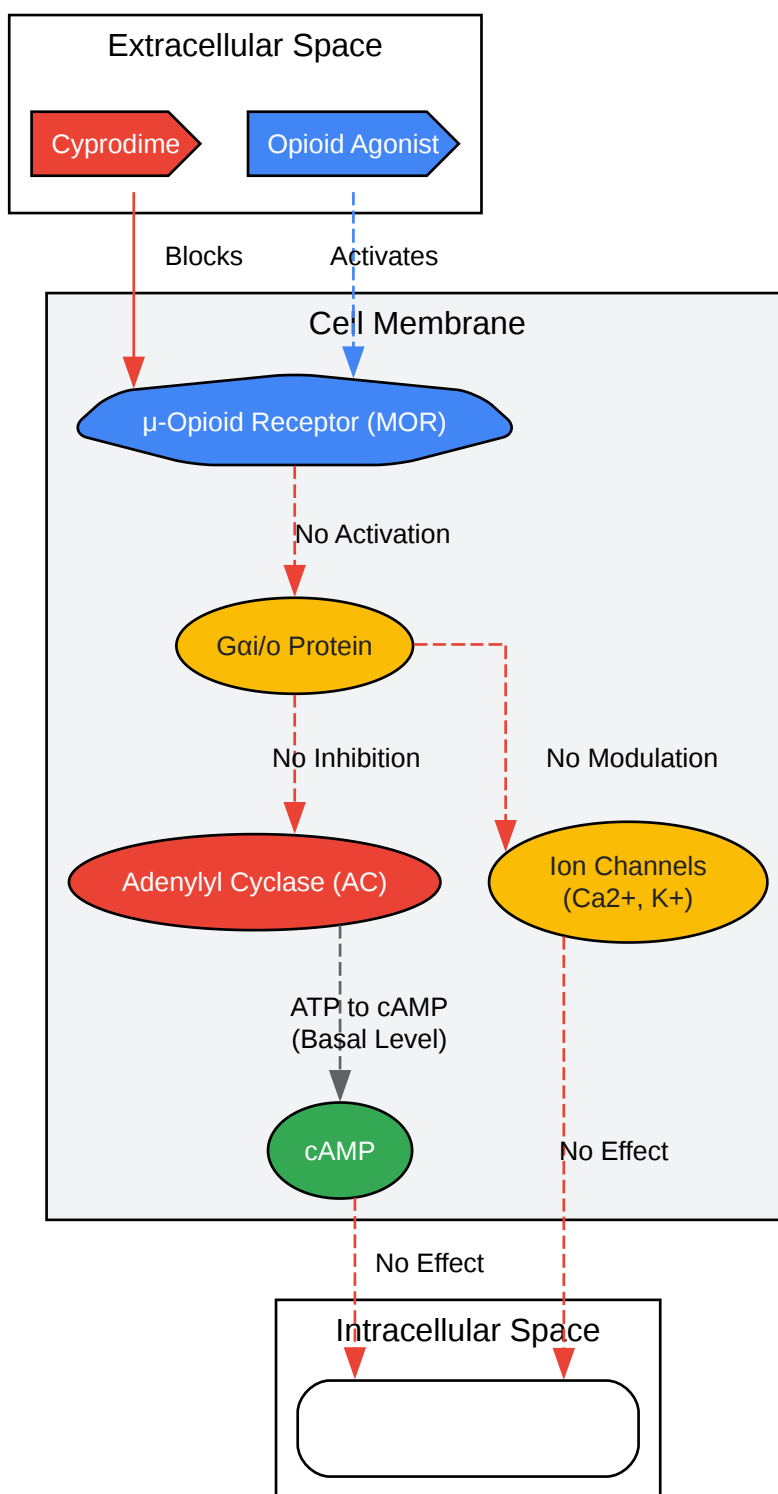 Extracellular Space
Cyprodime
Opioid Agonist
Blocks
Activates
Cell Membrane
μ-Opioid Receptor (MOR)
No Activation
Gαi/o Protein
No Inhibition
No Modulation
Adenylyl Cyclase (AC)
Ion Channels
(Ca2+, K+)
ATP to cAMP
(Basal Level)
cAMP
No Effect
No Effect
Intracellular Space